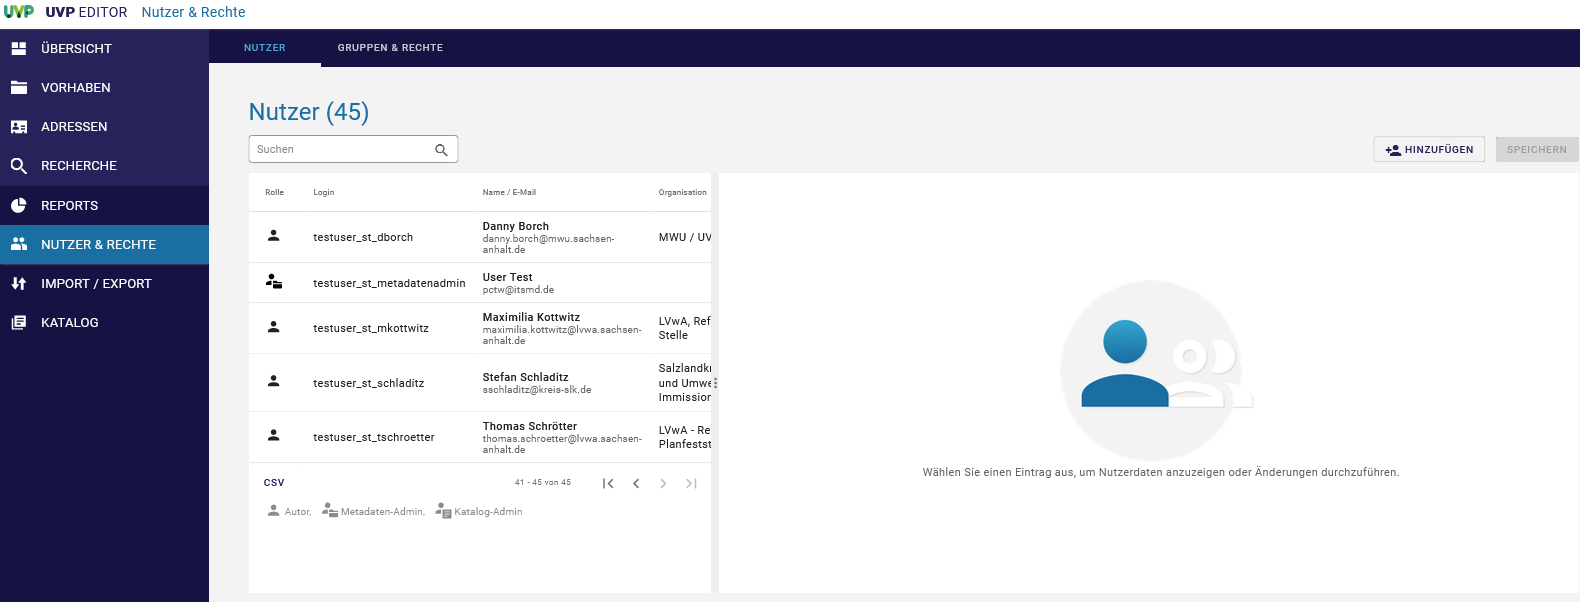 UVP UVP EDITOR Nutzer & Rechte
ÜBERSICHT
VORHABEN
ADRESSEN
RECHERCHE
REPORTS
NUTZER & RECHTE
IMPORT / EXPORT
KATALOG
NUTZER GRUPPEN & RECHTE
Nutzer (45)
Suchen
HINZUFÜGEN SPEICHERN
Rolle Login Name / E-Mail Organisation
testuser_st_dborch
Danny Borch
danny.borch@mwu.sachsen-
anhalt.de
MWU / UV
testuser_st_metadatenadmin
User Test
pctw@itsmd.de
testuser_st_mkottwitz
Maximilia Kottwitz
maximilia.kottwitz@lvwa.sachsen-
anhalt.de
LVwA, Ref
Stelle
testuser_st_schladitz
Stefan Schladitz
sschladitz@kreis-slk.de
Salzlandkr
und Umwe
Immission
testuser_st_tschroetter
Thomas Schrötter
thomas.schroetter@lvwa.sachsen-
anhalt.de
LVwA - Re
Planfestst
CSV 41 - 45 von 45
Autor, Metadaten-Admin, Katalog-Admin
Wählen Sie einen Eintrag aus, um Nutzerdaten anzuzeigen oder Änderungen durchzuführen.